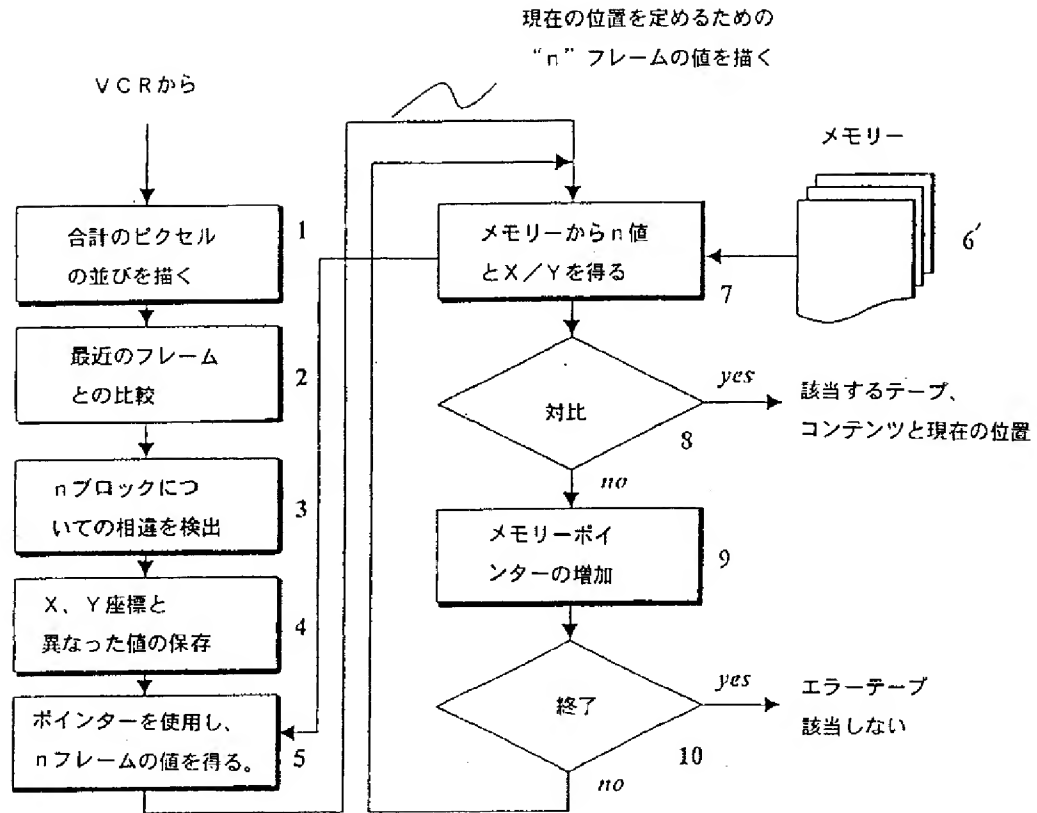 現在の位置を定めるための
“n”フレームの値を描く
VCRから
メモリー
合計のピクセル
の並びを描く
1
最近のフレーム
との比較
2
nブロックにつ
いての相違を検出
3
X、Y座標と
異なった値の保存
4
ポインターを使用し、
nフレームの値を得る。
5
6′
メモリーからn値
とX/Yを得る
7
対比
8
yes
該当するテープ、
コンテンツと現在の位置
no
メモリーポイ
ンターの増加
9
終了
10
yes
エラーテープ
該当しない
no